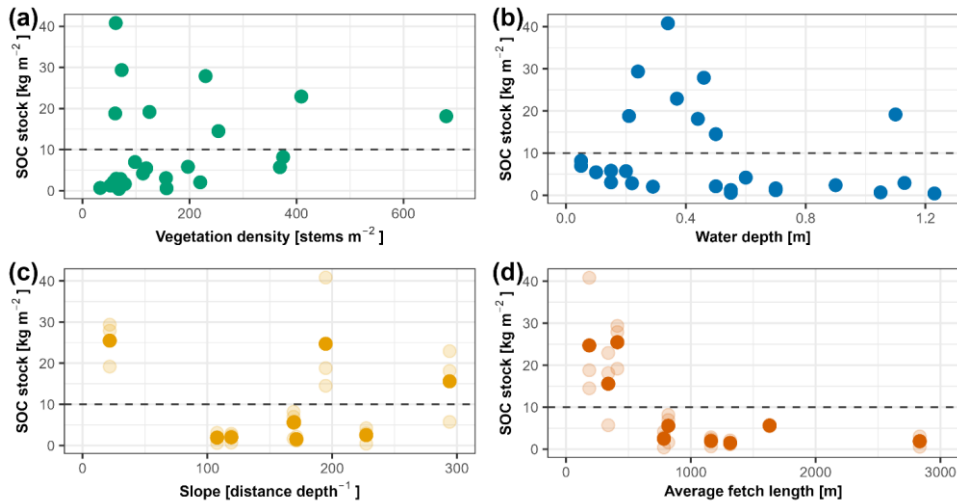 (a)
SOC stock [kg m⁻²]
40
30
20
10
0
0 200 400 600
Vegetation density [stems m⁻² ]
(b)
SOC stock [kg m⁻² ]
40
30
20
10
0
0.0 0.4 0.8 1.2
Water depth [m]
(c)
SOC stock [kg m⁻² ]
40
30
20
10
0
0 100 200 300
Slope [distance depth⁻¹ ]
(d)
SOC stock [kg m⁻² ]
40
30
20
10
0
0 1000 2000 3000
Average fetch length [m]